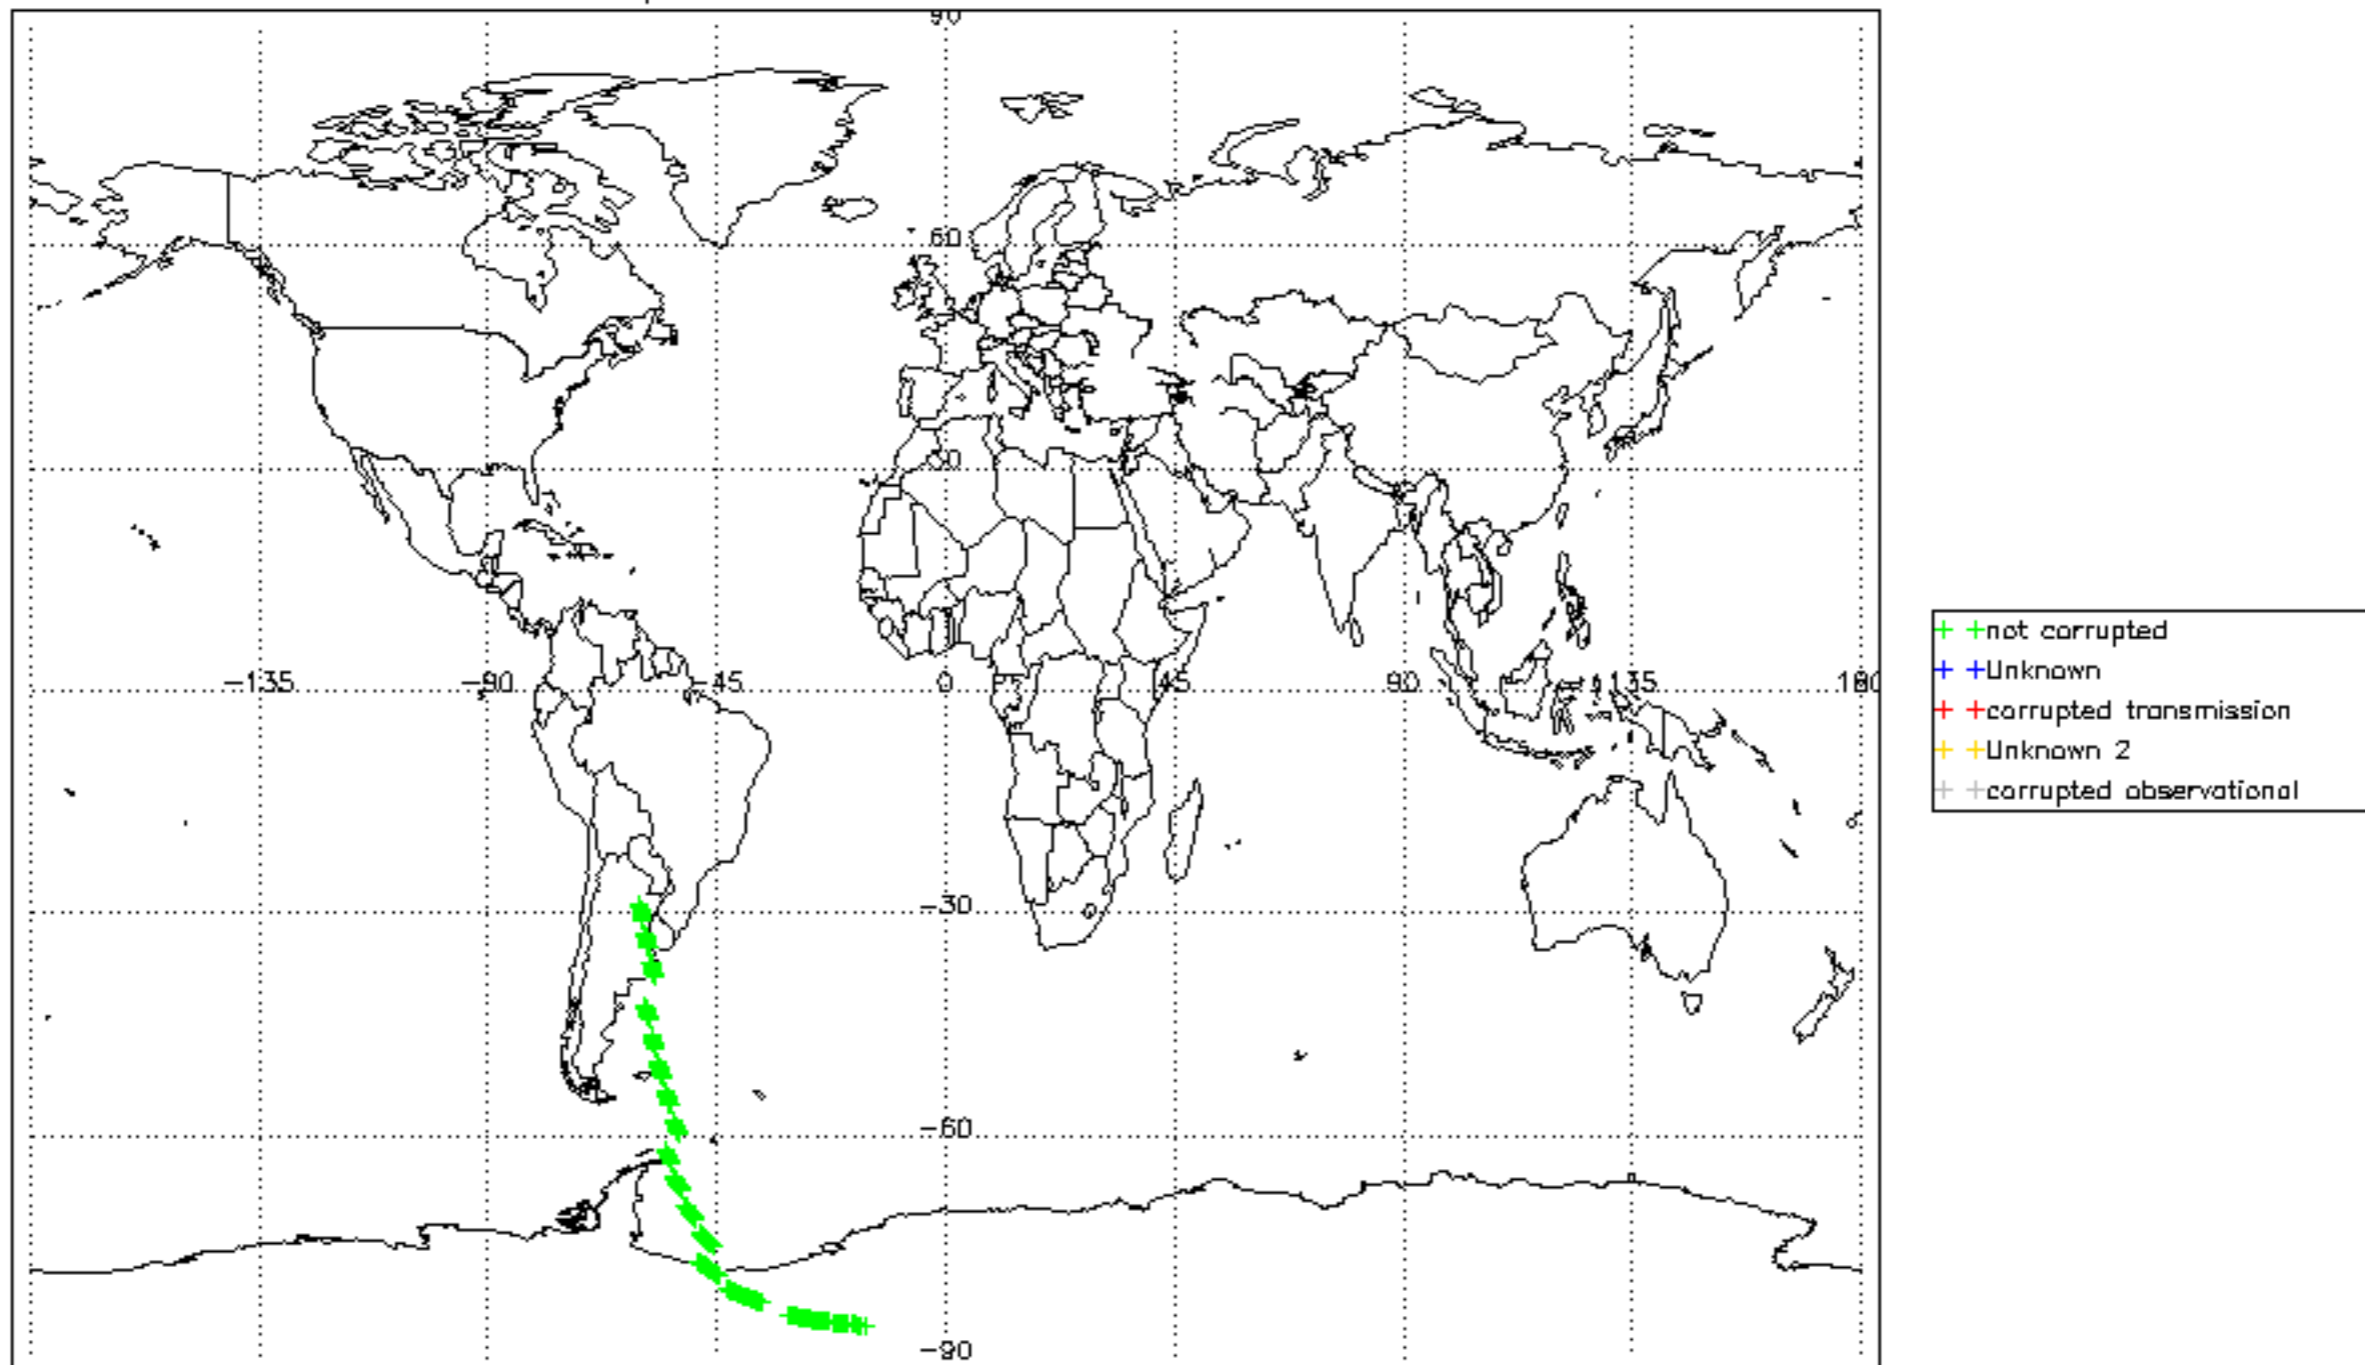 90
60
30
-135 -90 -45 0 45 90 135 180
-30
-60
-90
not corrupted
Unknown
corrupted transmission
Unknown 2
corrupted observational